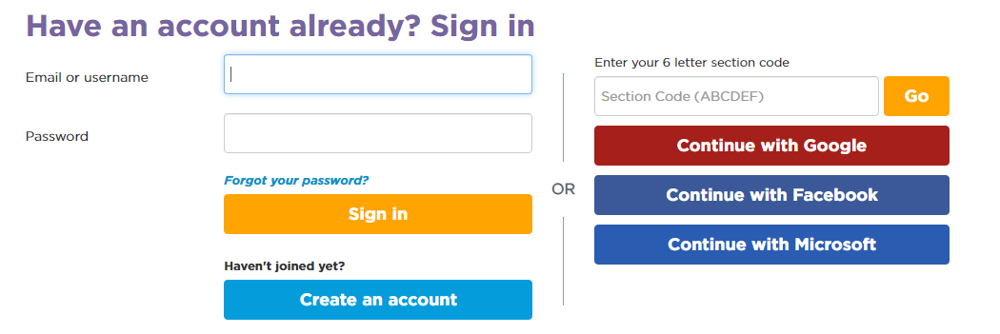 Have an account already? Sign in
Email or username
Password
Forgot your password?
Sign in
Haven't joined yet?
Create an account
OR
Enter your 6 letter section code
Section Code (ABCDEF)
Go
Continue with Google
Continue with Facebook
Continue with Microsoft